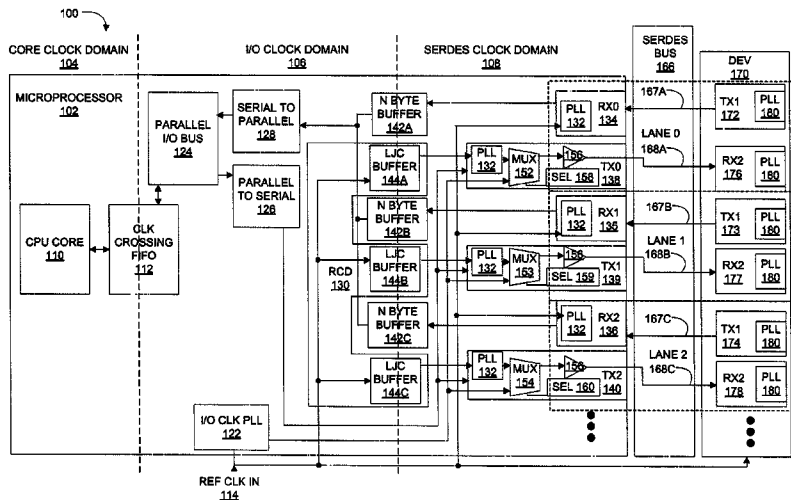 100
CORE CLOCK DOMAIN
104
I/O CLOCK DOMAIN
106
SERDES CLOCK DOMAIN
108
SERDES
BUS
166
DEV
170
MICROPROCESSOR
102
PARALLEL
I/O BUS
124
SERIAL TO
PARALLEL
128
PARALLEL
TO SERIAL
126
CPU CORE
110
CLK
CROSSING
FIFO
112
RCD
130
I/O CLK PLL
122
REF CLK IN
114
N BYTE
BUFFER
142A
LJC
BUFFER
144A
N BYTE
BUFFER
142B
LJC
BUFFER
144B
N BYTE
BUFFER
142C
LJC
BUFFER
144C
PLL
132
RX0
134
PLL
132
MUX
152
156
SEL 158
TX0
138
PLL
132
RX1
135
PLL
132
MUX
153
156
SEL 159
TX1
139
PLL
132
RX2
136
PLL
132
MUX
154
156
SEL 160
TX2
140
167A
LANE 0
168A
167B
LANE 1
168B
167C
LANE 2
168C
TX1
172
PLL
180
RX2
176
PLL
180
TX1
173
PLL
180
RX2
177
PLL
180
TX1
174
PLL
180
RX2
178
PLL
180